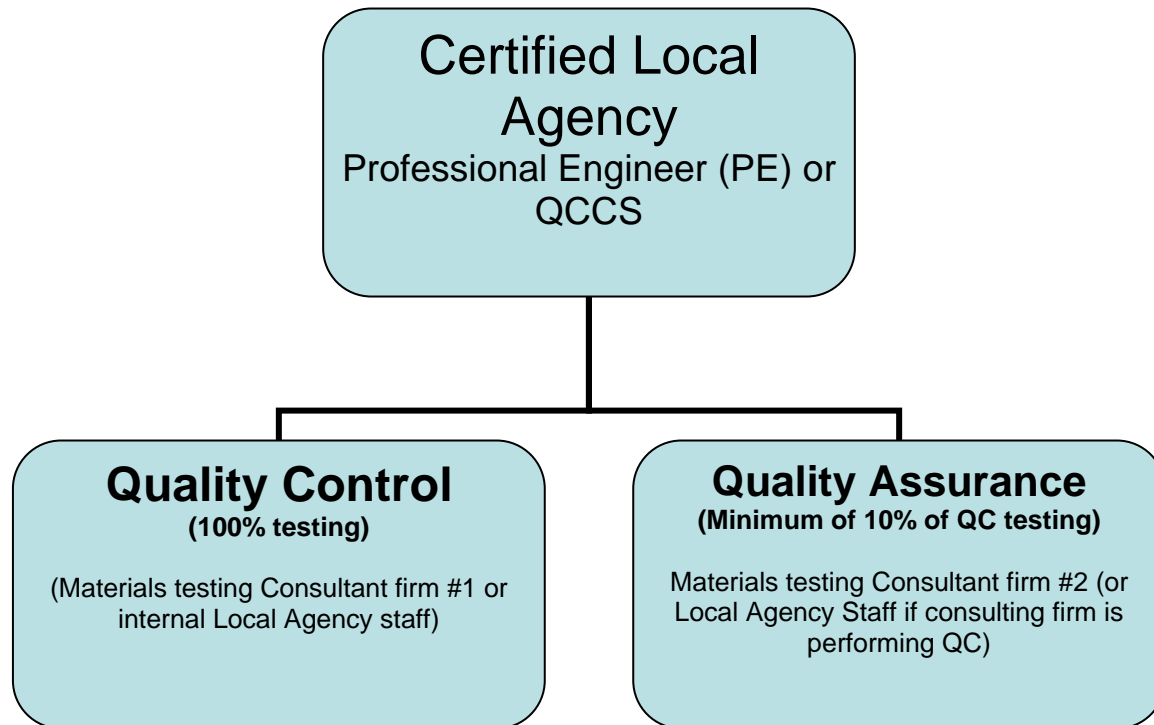 Certified Local
Agency
Professional Engineer (PE) or
QCCS
Quality Control
(100% testing)
(Materials testing Consultant firm #1 or
internal Local Agency staff)
Quality Assurance
(Minimum of 10% of QC testing)
Materials testing Consultant firm #2 (or
Local Agency Staff if consulting firm is
performing QC)